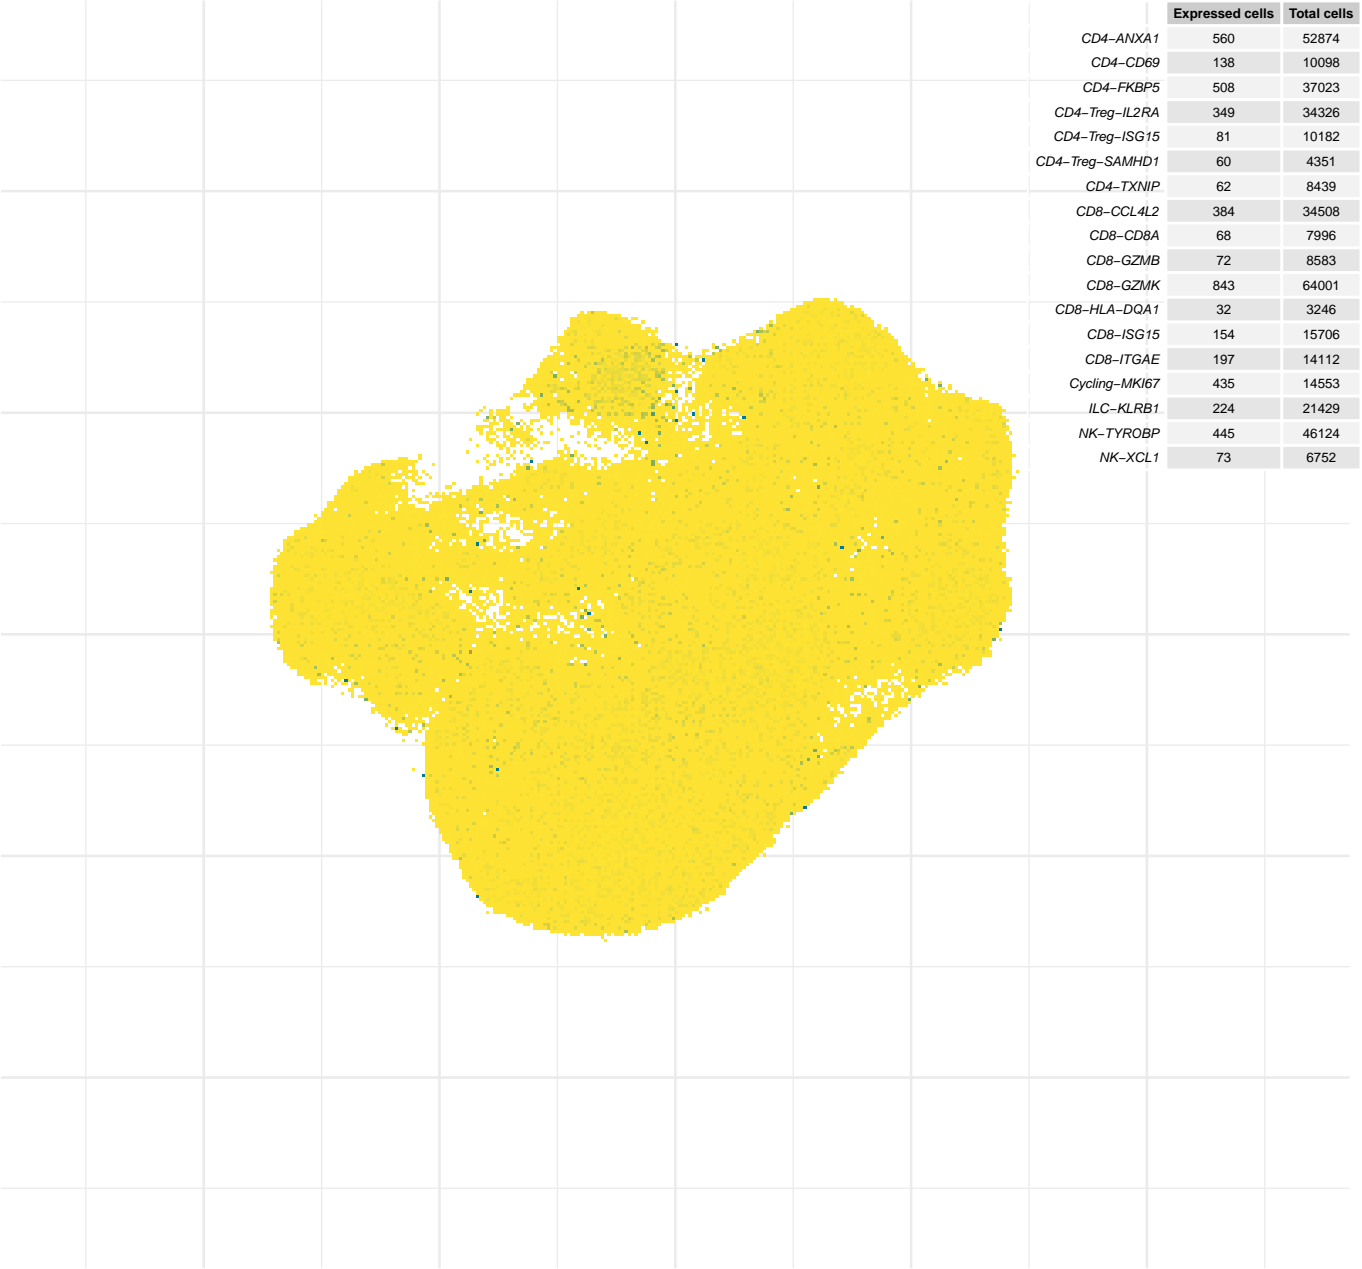 Expressed cells Total cells
CD4−ANXA1 560 52874
CD4−CD69 138 10098
CD4−FKBP5 508 37023
CD4−Treg−IL2RA 349 34326
CD4−Treg−ISG15 81 10182
CD4−Treg−SAMHD1 60 4351
CD4−TXNIP 62 8439
CD8−CCL4L2 384 34508
CD8−CD8A 68 7996
CD8−GZMB 72 8583
CD8−GZMK 843 64001
CD8−HLA−DQA1 32 3246
CD8−ISG15 154 15706
CD8−ITGAE 197 14112
Cycling−MKI67 435 14553
ILC−KLRB1 224 21429
NK−TYROBP 445 46124
NK−XCL1 73 6752